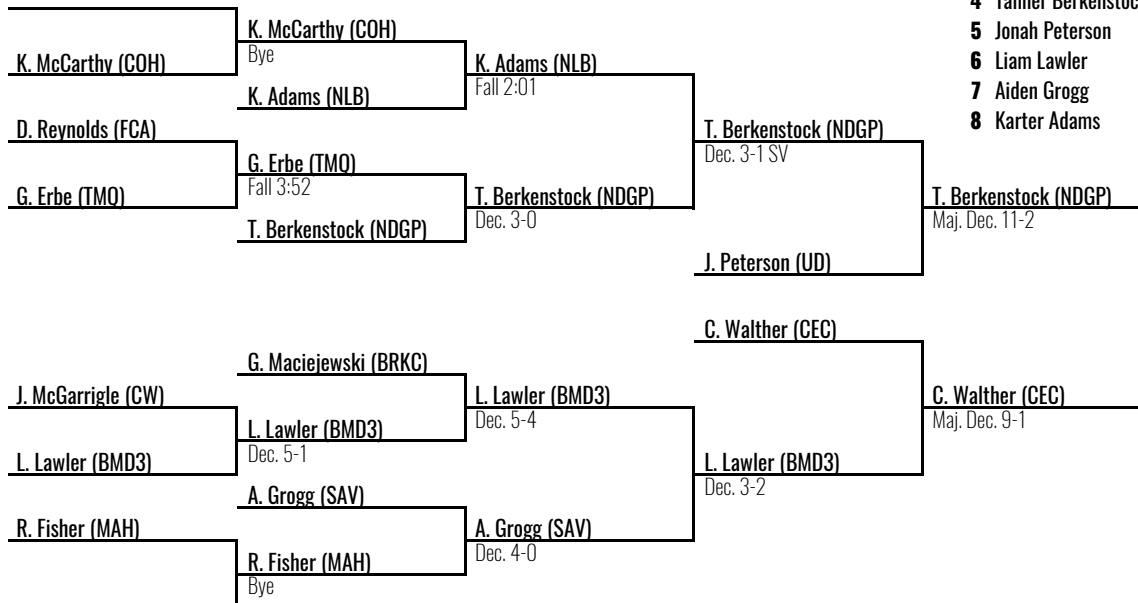 4 Tanner Berkenstock
5 Jonah Peterson
6 Liam Lawler
7 Aiden Grogg
8 Karter Adams
K. McCarthy (COH)
K. McCarthy (COH)
Bye
K. Adams (NLB)
K. Adams (NLB)
Fall 2:01
D. Reynolds (FCA)
G. Erbe (TMQ)
G. Erbe (TMQ)
Fall 3:52
T. Berkenstock (NDGP)
T. Berkenstock (NDGP)
Dec. 3-0
T. Berkenstock (NDGP)
Dec. 3-1 SV
J. Peterson (UD)
T. Berkenstock (NDGP)
Maj. Dec. 11-2
C. Walther (CEC)
G. Maciejewski (BRKC)
J. McGarrigle (CW)
L. Lawler (BMD3)
L. Lawler (BMD3)
Dec. 5-1
L. Lawler (BMD3)
Dec. 5-4
A. Grogg (SAV)
R. Fisher (MAH)
R. Fisher (MAH)
Bye
A. Grogg (SAV)
Dec. 4-0
L. Lawler (BMD3)
Dec. 3-2
C. Walther (CEC)
Maj. Dec. 9-1